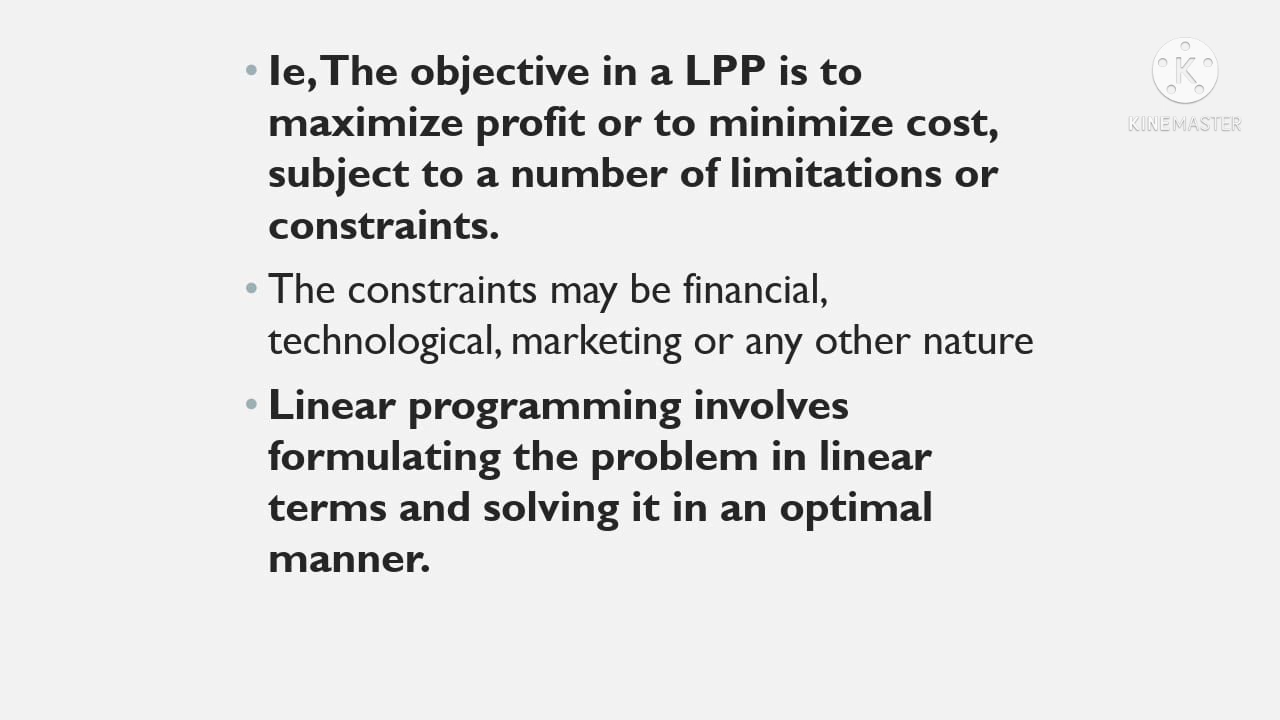 • Ie,The objective in a LPP is to
maximize profit or to minimize cost,
subject to a number of limitations or
constraints.
• The constraints may be financial,
technological, marketing or any other nature
• Linear programming involves
formulating the problem in linear
terms and solving it in an optimal
manner.
K
KINEMASTER